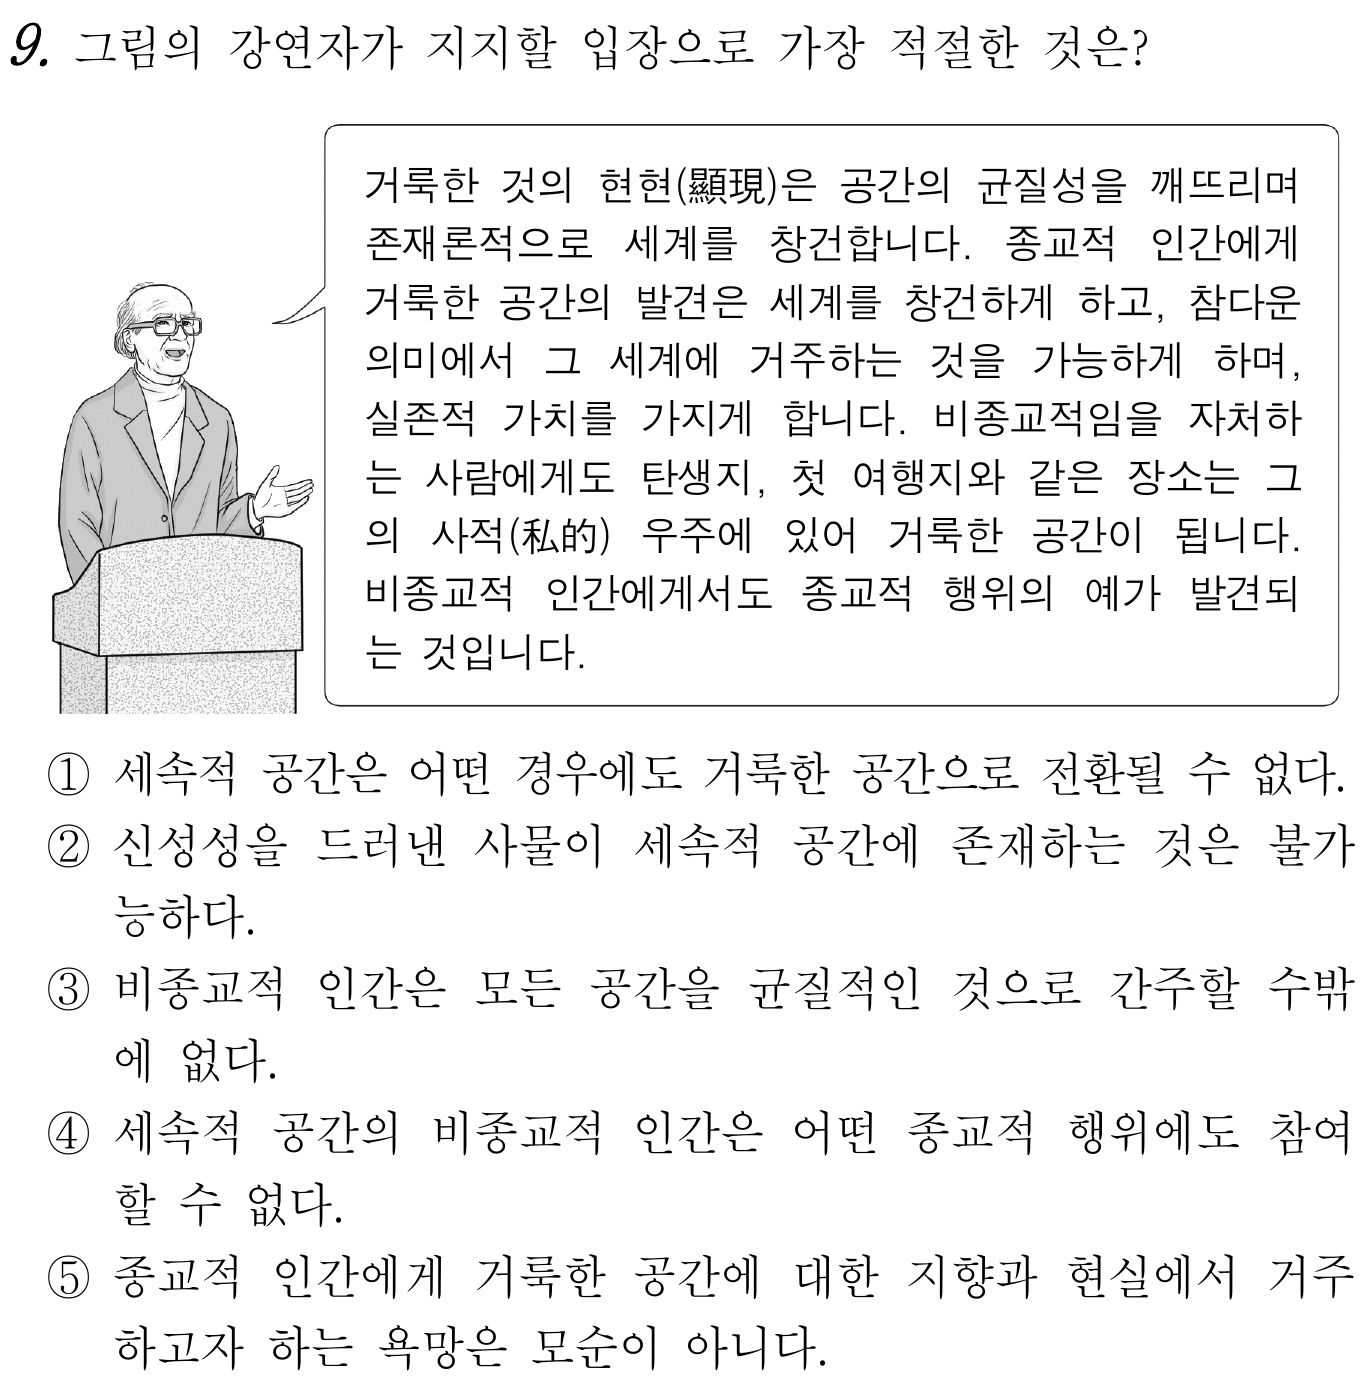 9. 그림의 강연자가 지지할 입장으로 가장 적절한 것은?
거룩한 것의 현현(顯現)은 공간의 균질성을 깨뜨리며
존재론적으로 세계를 창건합니다. 종교적 인간에게
거룩한 공간의 발견은 세계를 창건하게 하고, 참다운
의미에서 그 세계에 거주하는 것을 가능하게 하며,
실존적 가치를 가지게 합니다. 비종교적임을 자처하
는 사람에게도 탄생지, 첫 여행지와 같은 장소는 그
의 사적(私的) 우주에 있어 거룩한 공간이 됩니다.
비종교적 인간에게서도 종교적 행위의 예가 발견되
는 것입니다.
① 세속적 공간은 어떤 경우에도 거룩한 공간으로 전환될 수 없다.
② 신성성을 드러낸 사물이 세속적 공간에 존재하는 것은 불가
능하다.
③ 비종교적 인간은 모든 공간을 균질적인 것으로 간주할 수밖
에 없다.
④ 세속적 공간의 비종교적 인간은 어떤 종교적 행위에도 참여
할 수 없다.
⑤ 종교적 인간에게 거룩한 공간에 대한 지향과 현실에서 거주
하고자 하는 욕망은 모순이 아니다.